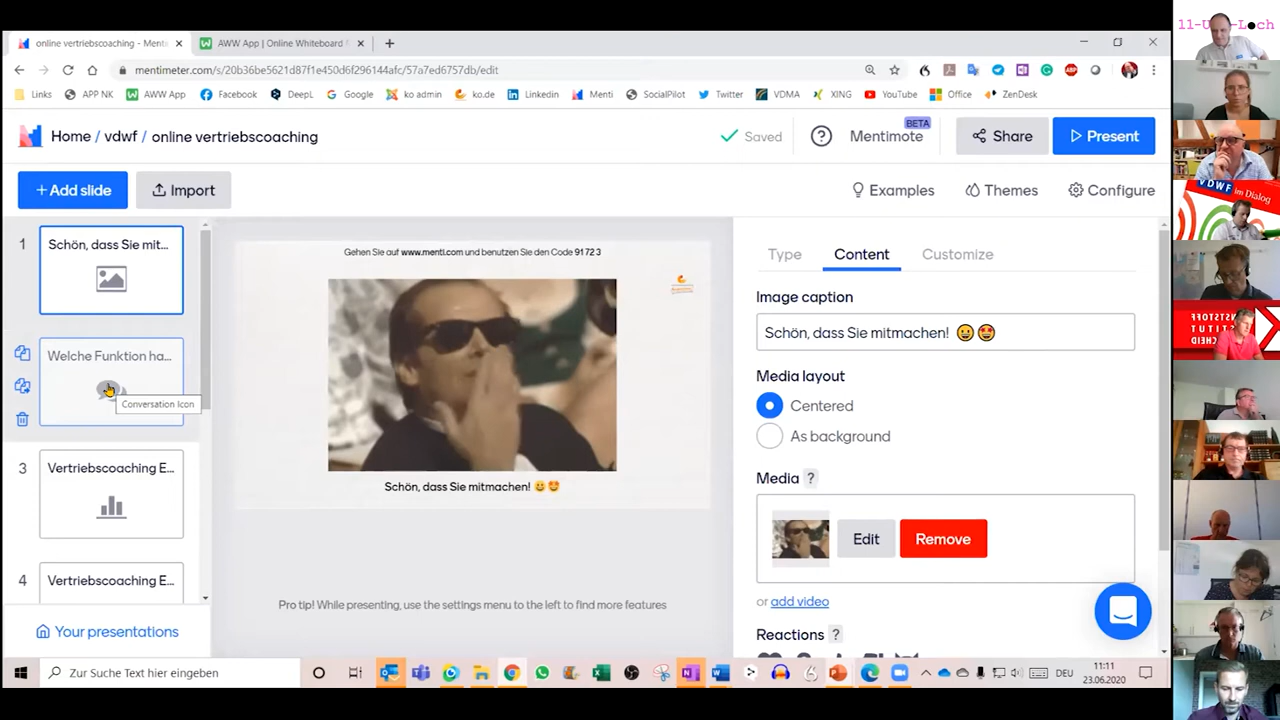 online vertriebscoaching - Menti
AWW App | Online Whiteboard
mentimeter.com/s/20b36be5621d87f1e450d6f296144afc/57a7ed6757db/edit
Links APP NK AWW App Facebook DeepL Google ko admin ko.de Linkedin Menti SocialPilot Twitter VDMA XING YouTube Office ZenDesk
Home / vdwf / online vertriebscoaching
Saved
Mentimote
BETA
Share
Present
+ Add slide
Import
Examples
Themes
Configure
1
Schön, dass Sie mit...
Welche Funktion ha...
Conversation Icon
3
Vertriebscoaching E...
4
Vertriebscoaching E...
Your presentations
Gehen Sie auf www.menti.com und benutzen Sie den Code 91 72 3
Schön, dass Sie mitmachen! 😀🤩
Pro tip! While presenting, use the settings menu to the left to find more features
Type Content Customize
Image caption
Schön, dass Sie mitmachen! 😀🤩
Media layout
Centered
As background
Media ?
Edit
Remove
or add video
Reactions ?
Zur Suche Text hier eingeben
DEU
11:11
23.06.2020
VDWF im Dialog